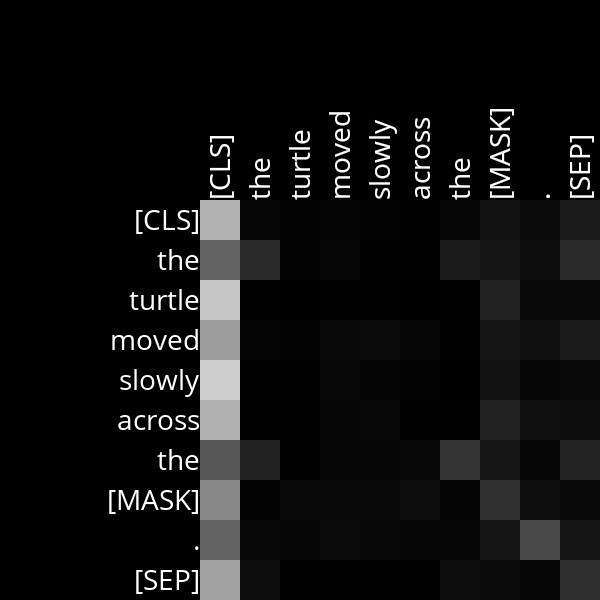 [CLS] the turtle moved slowly across the [MASK] . [SEP]
[CLS]
the
turtle
moved
slowly
across
the
[MASK]
.
[SEP]